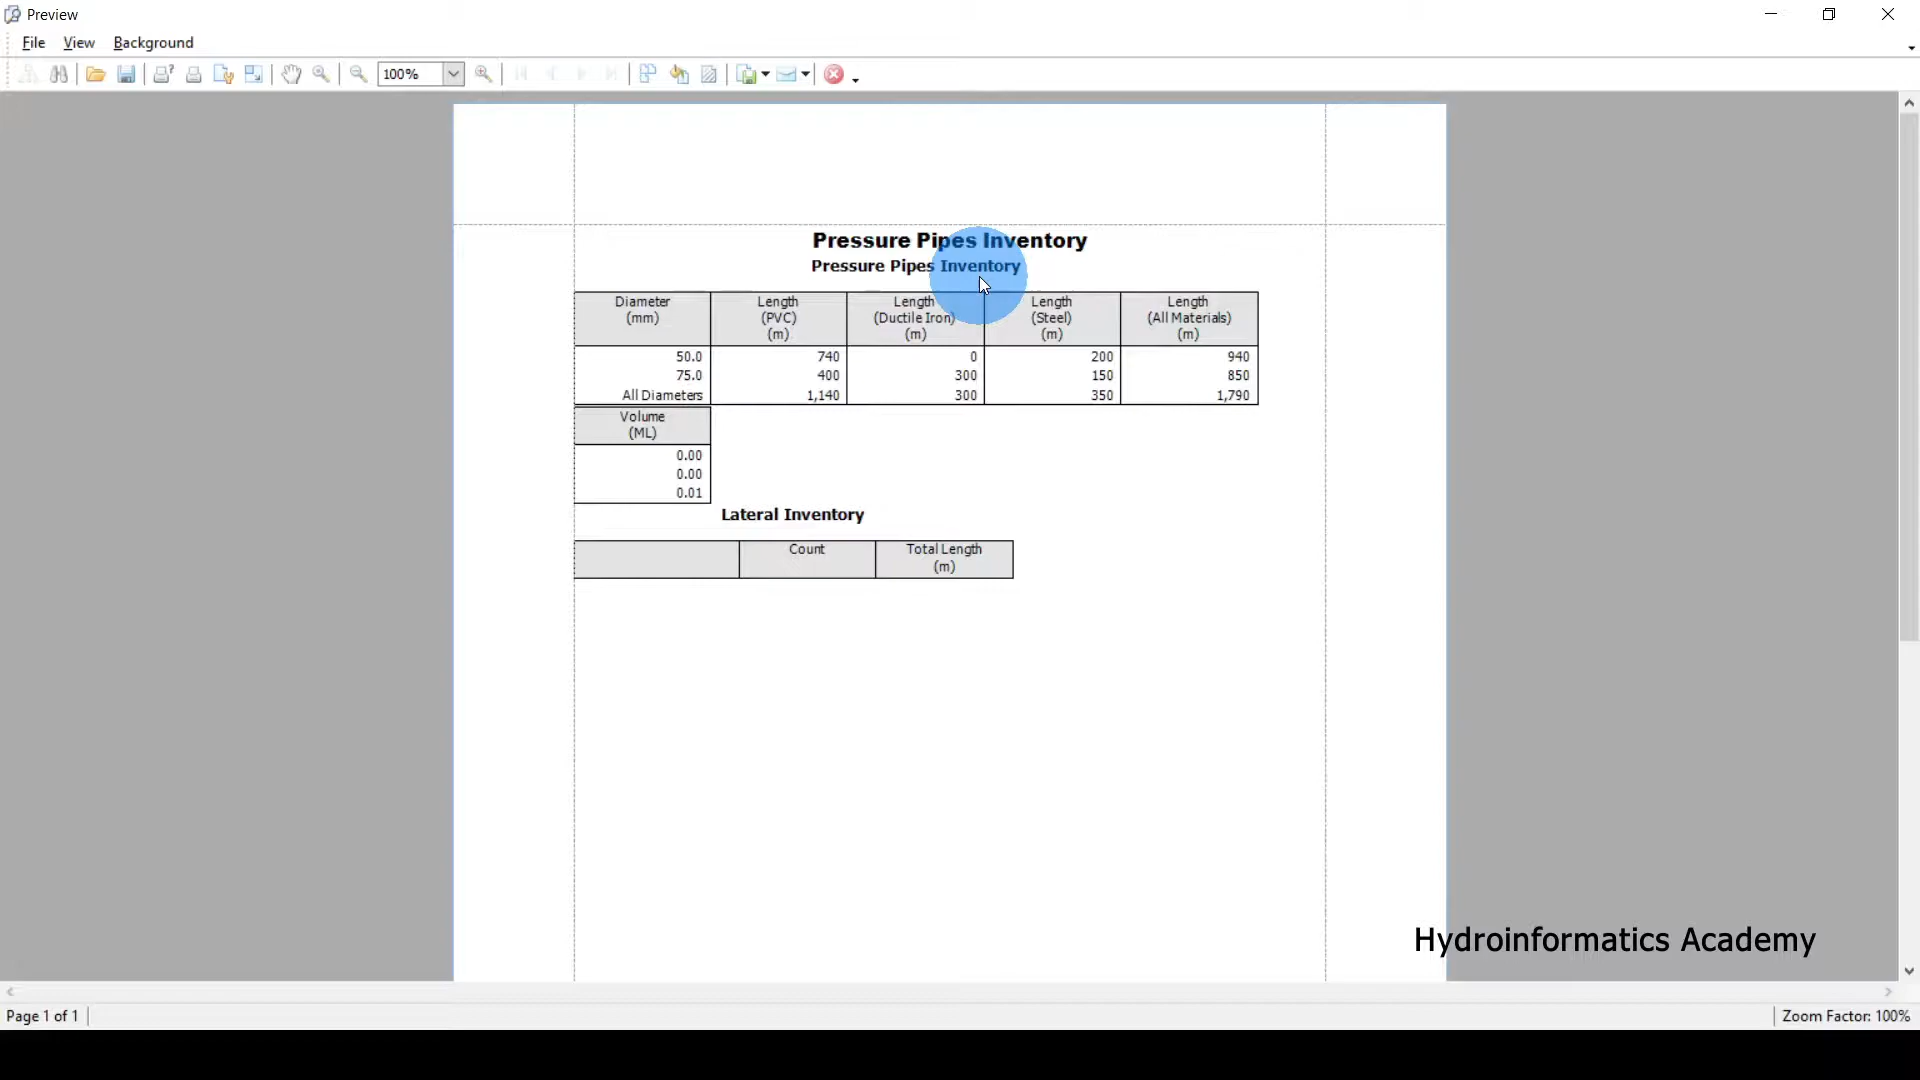 Preview
File View Background
100%
Pressure Pipes Inventory
Pressure Pipes Inventory
Diameter (mm) Length (PVC) (m) Length (Ductile Iron) (m) Length (Steel) (m) Length (All Materials) (m)
50.0 740 0 200 940
75.0 400 300 150 850
All Diameters 1,140 300 350 1,790
Volume
(ML)
0.00
0.00
0.01
Lateral Inventory
Count Total Length (m)
Hydroinformatics Academy
Page 1 of 1 Zoom Factor: 100%